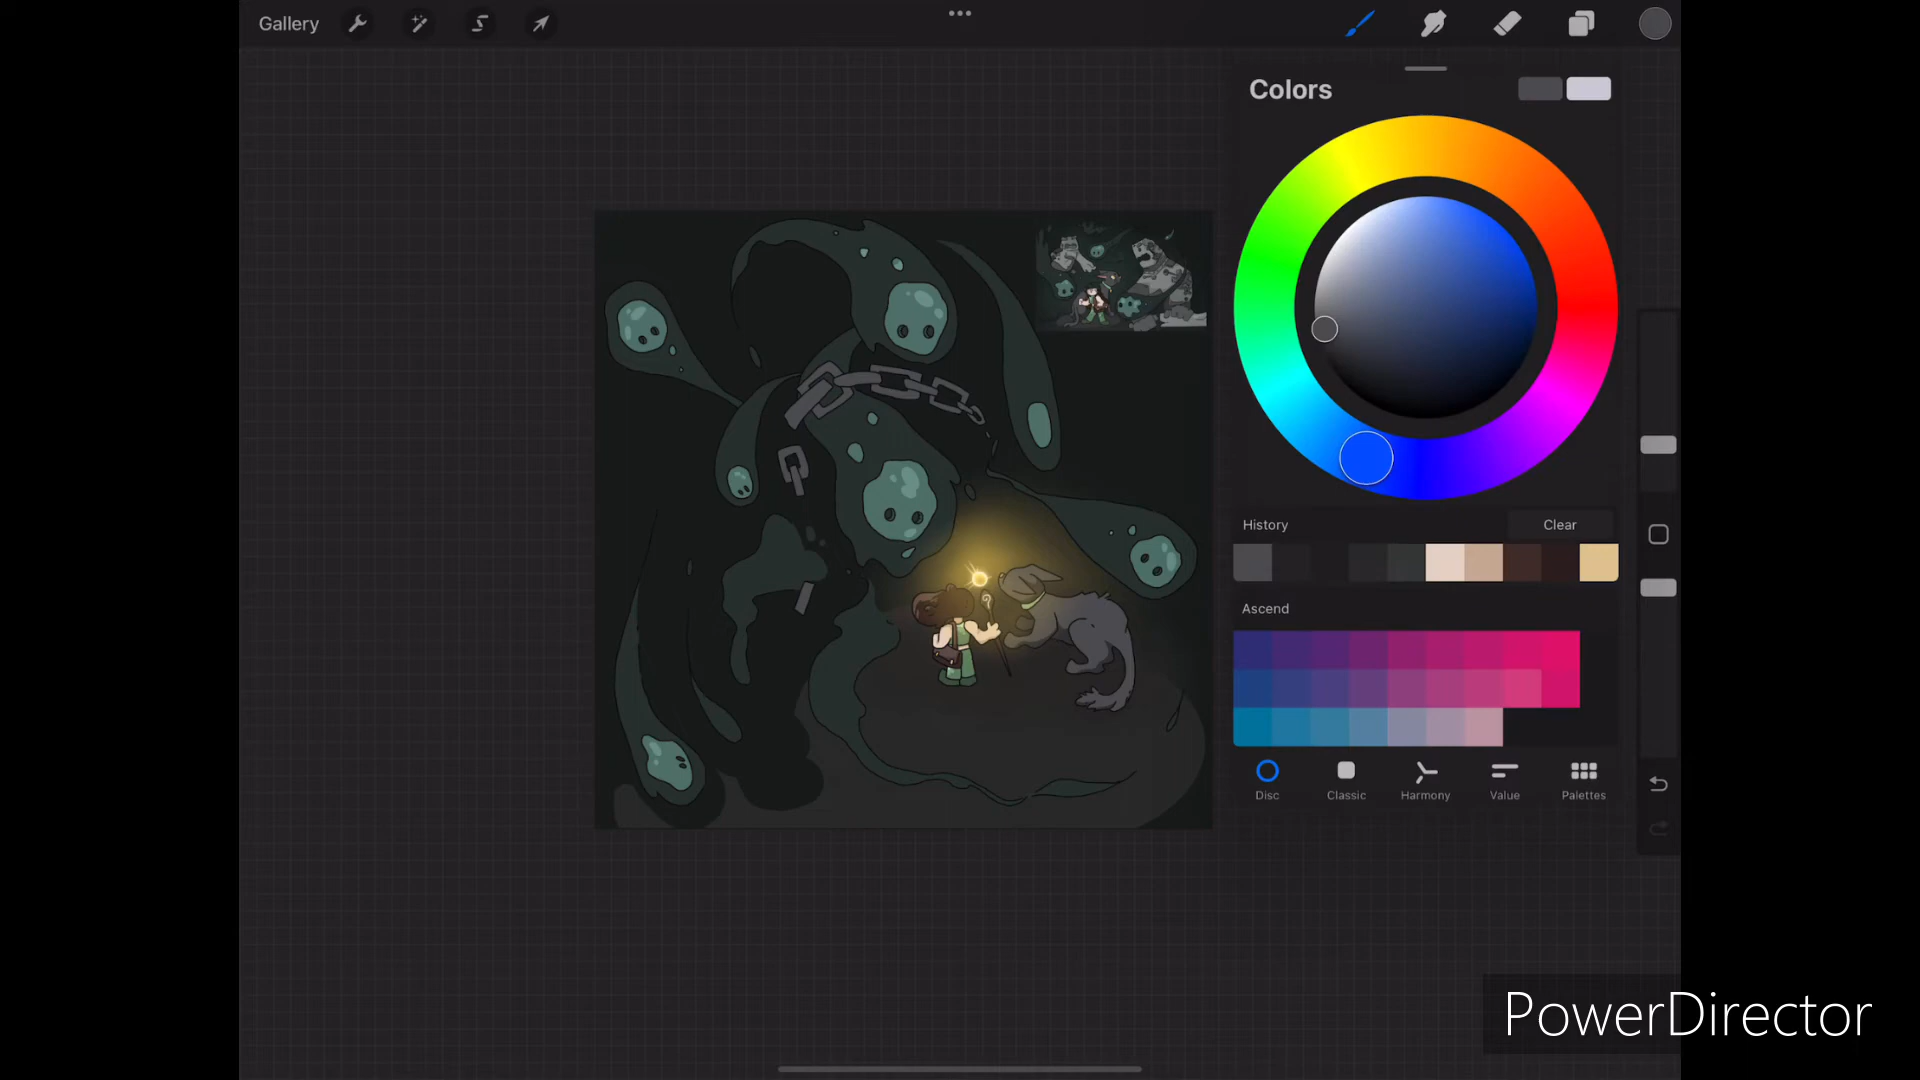 Gallery
Colors
History
Clear
Ascend
Disc
Classic
Harmony
Value
Palettes
PowerDirector